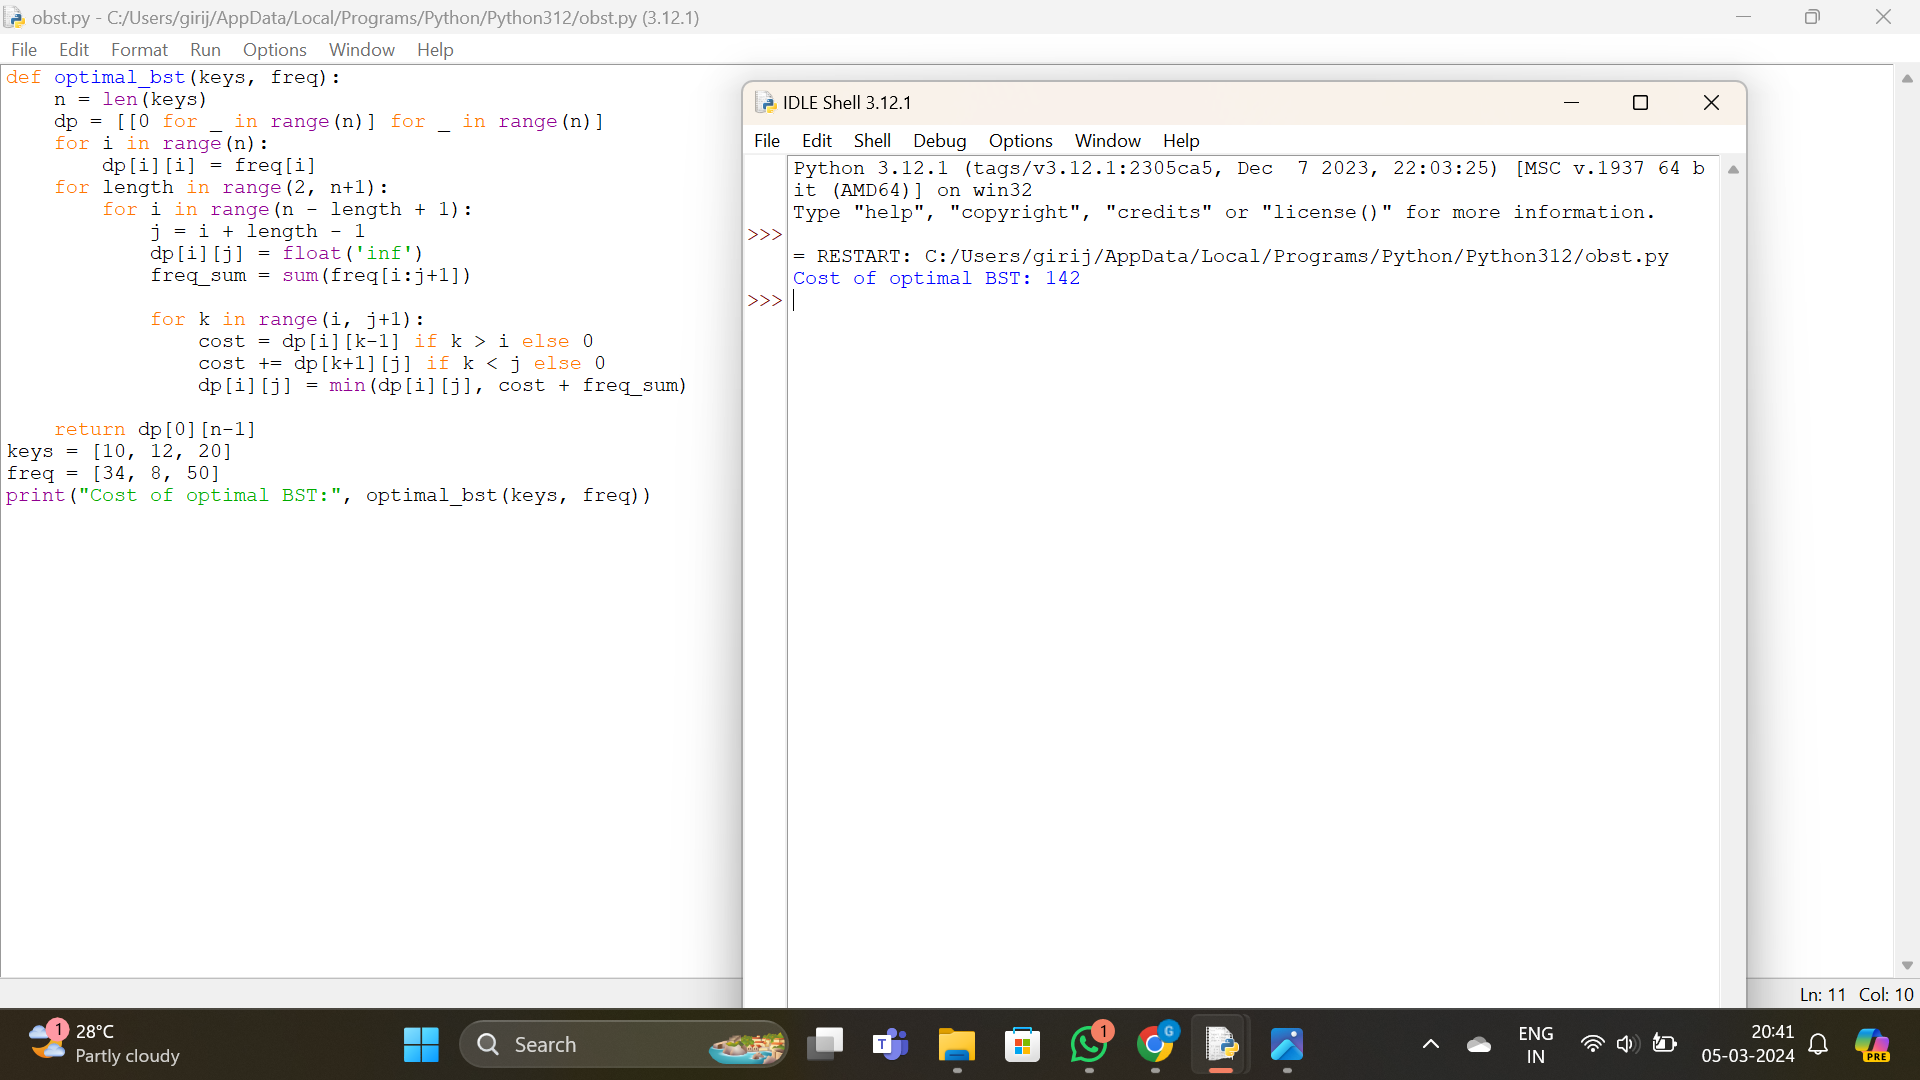 obst.py - C:/Users/girij/AppData/Local/Programs/Python/Python312/obst.py (3.12.1)
File Edit Format Run Options Window Help
def optimal_bst(keys, freq):
    n = len(keys)
    dp = [[0 for _ in range(n)] for _ in range(n)]
    for i in range(n):
        dp[i][i] = freq[i]
    for length in range(2, n+1):
        for i in range(n - length + 1):
            j = i + length - 1
            dp[i][j] = float('inf')
            freq_sum = sum(freq[i:j+1])
            for k in range(i, j+1):
                cost = dp[i][k-1] if k > i else 0
                cost += dp[k+1][j] if k < j else 0
                dp[i][j] = min(dp[i][j], cost + freq_sum)
    return dp[0][n-1]
keys = [10, 12, 20]
freq = [34, 8, 50]
print("Cost of optimal BST:", optimal_bst(keys, freq))
IDLE Shell 3.12.1
File Edit Shell Debug Options Window Help
Python 3.12.1 (tags/v3.12.1:2305ca5, Dec  7 2023, 22:03:25) [MSC v.1937 64 b
it (AMD64)] on win32
Type "help", "copyright", "credits" or "license()" for more information.
>>>
= RESTART: C:/Users/girij/AppData/Local/Programs/Python/Python312/obst.py
Cost of optimal BST: 142
>>>
Ln: 11 Col: 10
1
28°C
Partly cloudy
Search
T
1
G
ENG
IN
20:41
05-03-2024
PRE